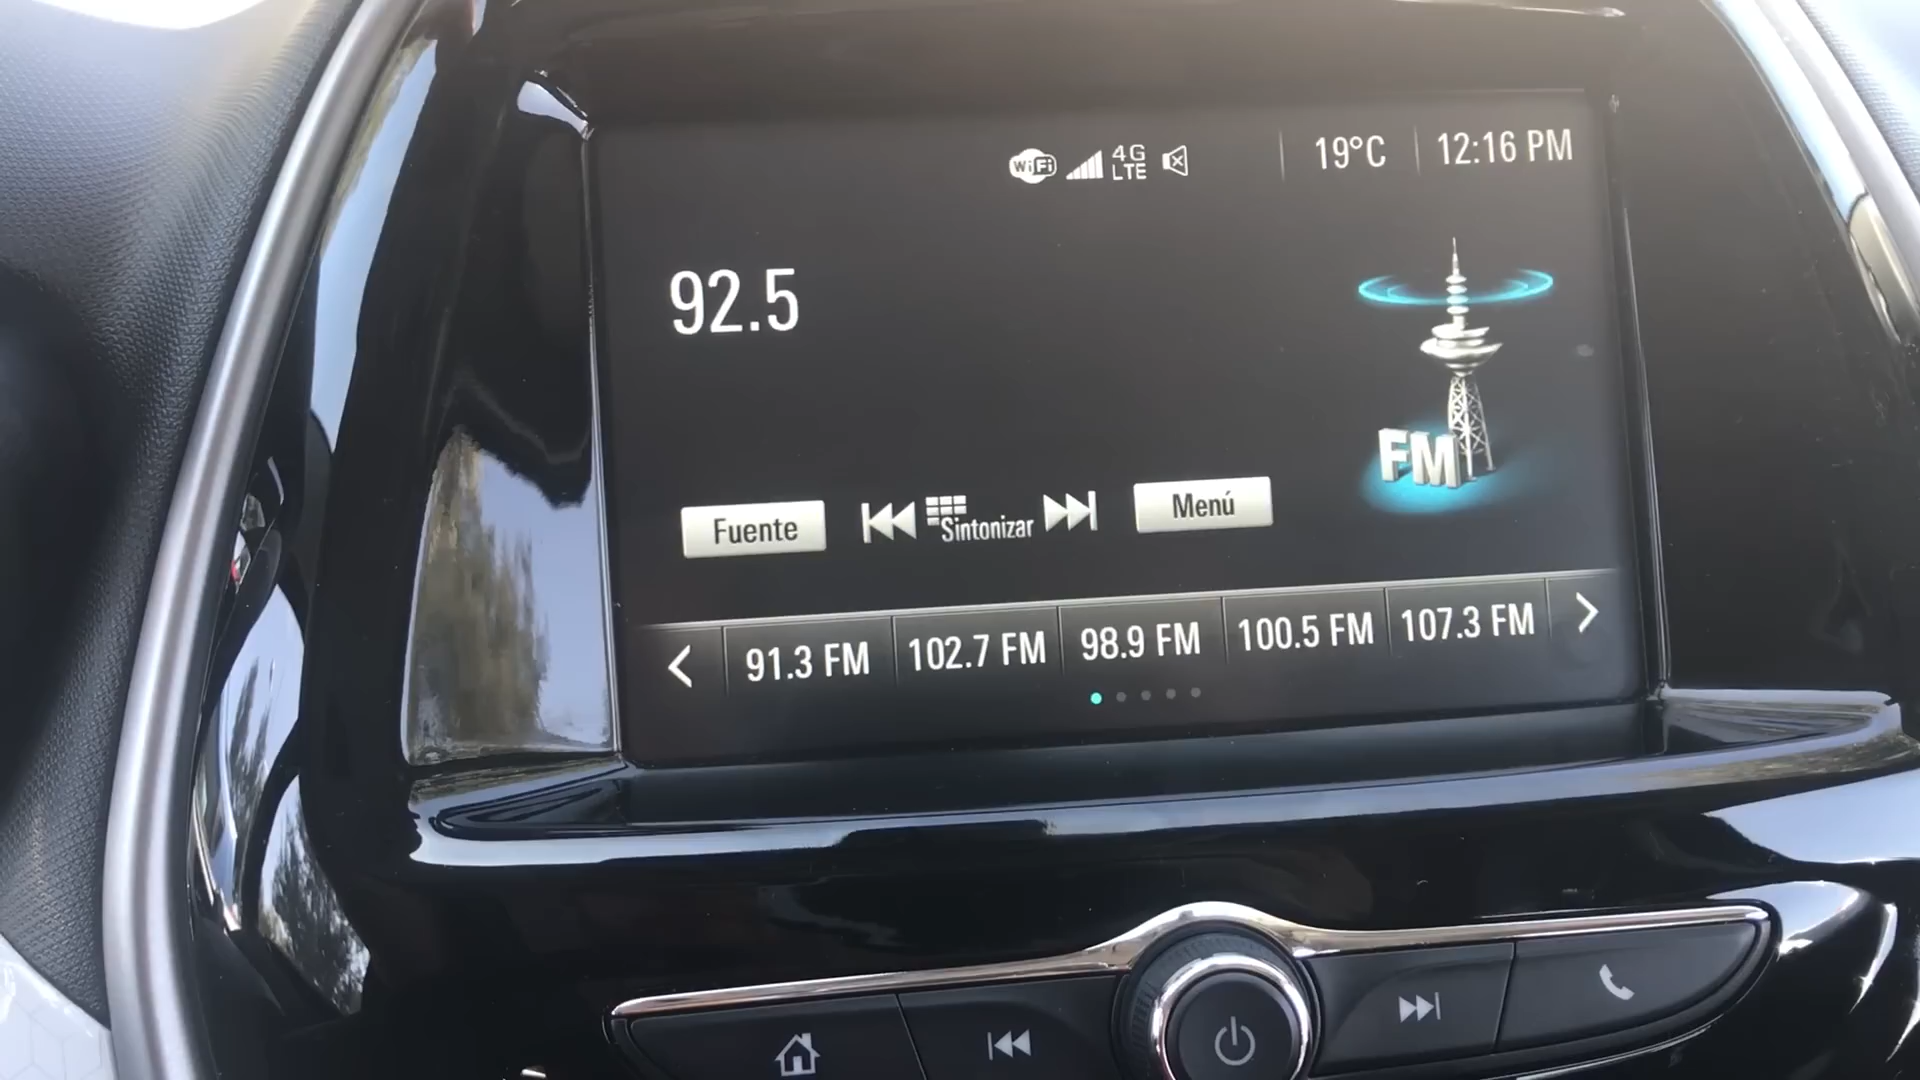 WiFi 4G LTE 19°C 12:16 PM
92.5
FM
Fuente Sintonizar Menú
91.3 FM 102.7 FM 98.9 FM 100.5 FM 107.3 FM